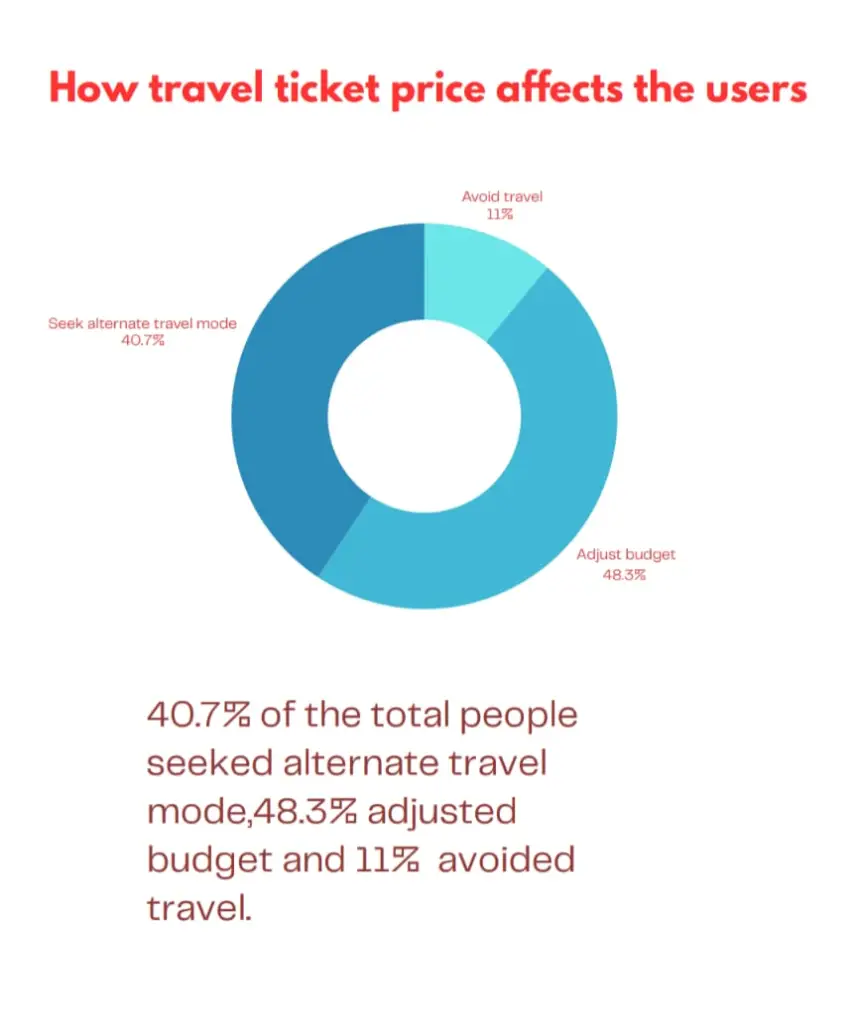 How travel ticket price affects the users
Avoid travel
11%
Seek alternate travel mode
40.7%
Adjust budget
48.3%
40.7% of the total people
seeked alternate travel
mode,48.3% adjusted
budget and 11%  avoided
travel.